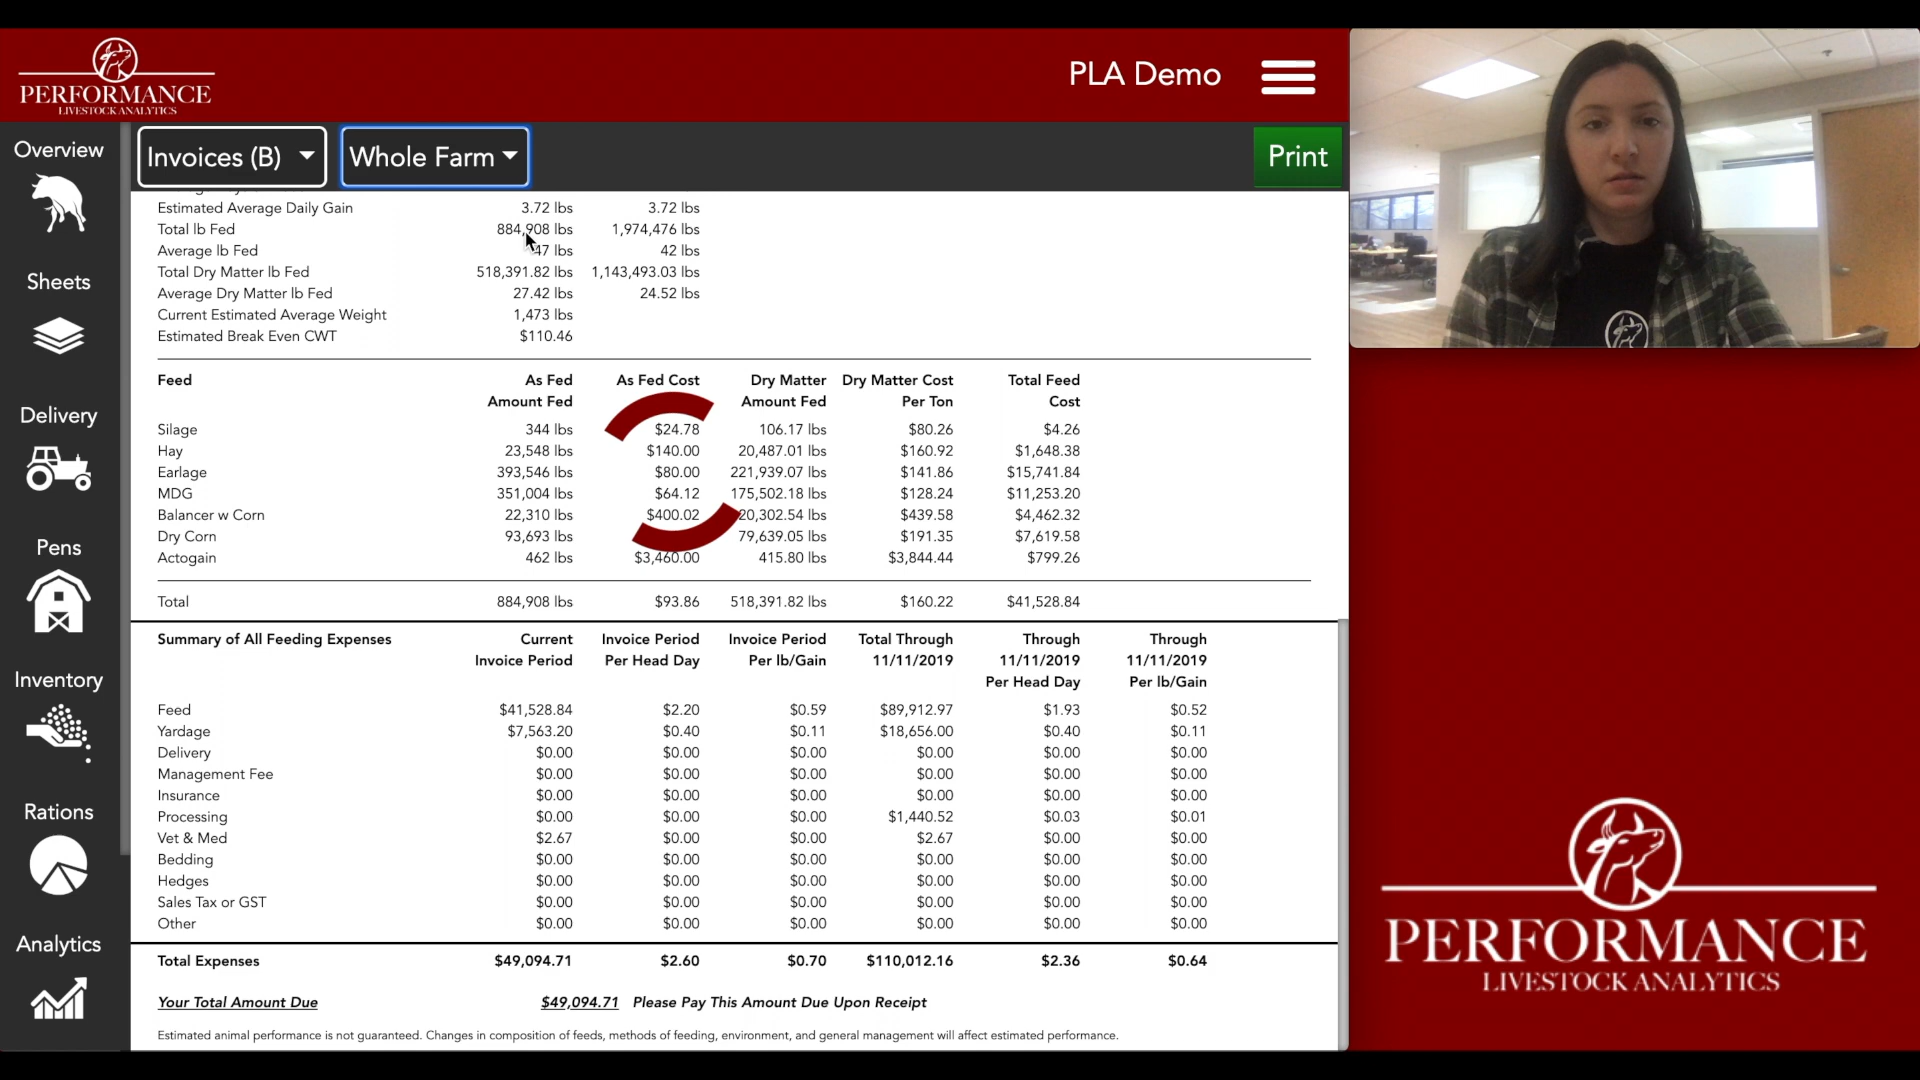 PERFORMANCE
LIVESTOCK ANALYTICS
PLA Demo
Overview
Sheets
Delivery
Pens
Inventory
Rations
Analytics
Invoices (B)
Whole Farm
Print
Estimated Average Daily Gain 3.72 lbs 3.72 lbs
Total lb Fed 884,908 lbs 1,974,476 lbs
Average lb Fed 47 lbs 42 lbs
Total Dry Matter lb Fed 518,391.82 lbs 1,143,493.03 lbs
Average Dry Matter lb Fed 27.42 lbs 24.52 lbs
Current Estimated Average Weight 1,473 lbs
Estimated Break Even CWT $110.46
Feed As Fed As Fed Cost Dry Matter Dry Matter Cost Total Feed
Amount Fed Amount Fed Per Ton Cost
Silage 344 lbs $24.78 106.17 lbs $80.26 $4.26
Hay 23,548 lbs $140.00 20,487.01 lbs $160.92 $1,648.38
Earlage 393,546 lbs $80.00 221,939.07 lbs $141.86 $15,741.84
MDG 351,004 lbs $64.12 175,502.18 lbs $128.24 $11,253.20
Balancer w Corn 22,310 lbs $400.02 20,302.54 lbs $439.58 $4,462.32
Dry Corn 93,693 lbs 79,639.05 lbs $191.35 $7,619.58
Actogain 462 lbs $3,460.00 415.80 lbs $3,844.44 $799.26
Total 884,908 lbs $93.86 518,391.82 lbs $160.22 $41,528.84
Summary of All Feeding Expenses Current Invoice Period Invoice Period Total Through Through Through
Invoice Period Per Head Day Per lb/Gain 11/11/2019 11/11/2019 11/11/2019
Per Head Day Per lb/Gain
Feed $41,528.84 $2.20 $0.59 $89,912.97 $1.93 $0.52
Yardage $7,563.20 $0.40 $0.11 $18,656.00 $0.40 $0.11
Delivery $0.00 $0.00 $0.00 $0.00 $0.00 $0.00
Management Fee $0.00 $0.00 $0.00 $0.00 $0.00 $0.00
Insurance $0.00 $0.00 $0.00 $0.00 $0.00 $0.00
Processing $0.00 $0.00 $0.00 $1,440.52 $0.03 $0.01
Vet & Med $2.67 $0.00 $0.00 $2.67 $0.00 $0.00
Bedding $0.00 $0.00 $0.00 $0.00 $0.00 $0.00
Hedges $0.00 $0.00 $0.00 $0.00 $0.00 $0.00
Sales Tax or GST $0.00 $0.00 $0.00 $0.00 $0.00 $0.00
Other $0.00 $0.00 $0.00 $0.00 $0.00 $0.00
Total Expenses $49,094.71 $2.60 $0.70 $110,012.16 $2.36 $0.64
Your Total Amount Due $49,094.71 Please Pay This Amount Due Upon Receipt
Estimated animal performance is not guaranteed. Changes in composition of feeds, methods of feeding, environment, and general management will affect estimated performance.
PERFORMANCE
LIVESTOCK ANALYTICS